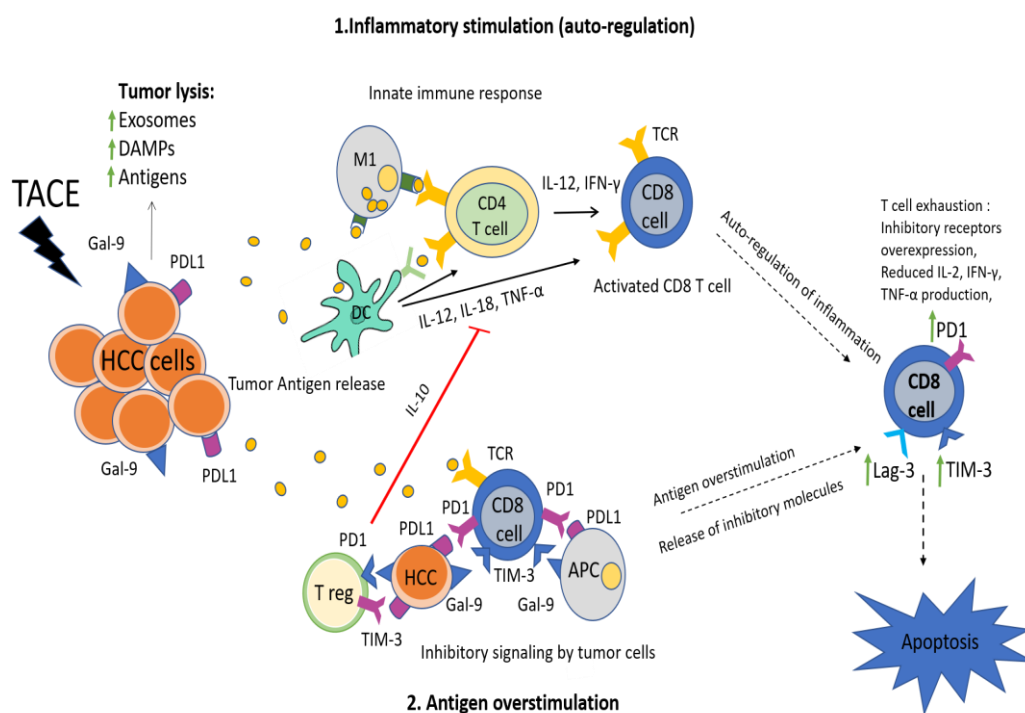 1.Inflammatory stimulation (auto-regulation)
Tumor lysis:
Exosomes
DAMPs
Antigens
TACE
Gal-9
PDL1
HCC cells
Gal-9
PDL1
Tumor Antigen release
Innate immune response
M1
CD4
T cell
DC
IL-12, IFN-γ
IL-12, IL-18, TNF-α
TCR
CD8
cell
Activated CD8 T cell
IL-10
Auto-regulation of inflammation
T cell exhaustion :
Inhibitory receptors
overexpression,
Reduced IL-2, IFN-γ,
TNF-α production,
PD1
CD8
cell
Lag-3
TIM-3
Apoptosis
TCR
PD1
CD8
cell
PD1
PDL1
PDL1
PD1
T reg
HCC
TIM-3
APC
Gal-9
Gal-9
TIM-3
Antigen overstimulation
Release of inhibitory molecules
Inhibitory signaling by tumor cells
2. Antigen overstimulation